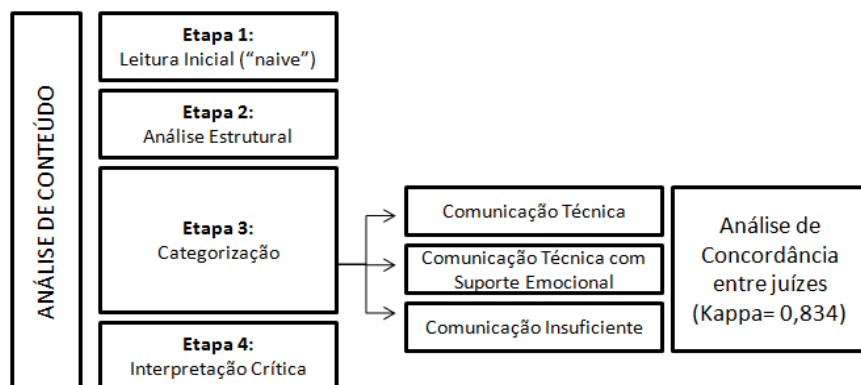 ANÁLISE DE CONTEÚDO
Etapa 1:
Leitura Inicial (“naive”)
Etapa 2:
Análise Estrutural
Etapa 3:
Categorização
Etapa 4:
Interpretação Crítica
Comunicação Técnica
Comunicação Técnica com
Suporte Emocional
Comunicação Insuficiente
Análise de
Concordância
entre juízes
(Kappa= 0,834)